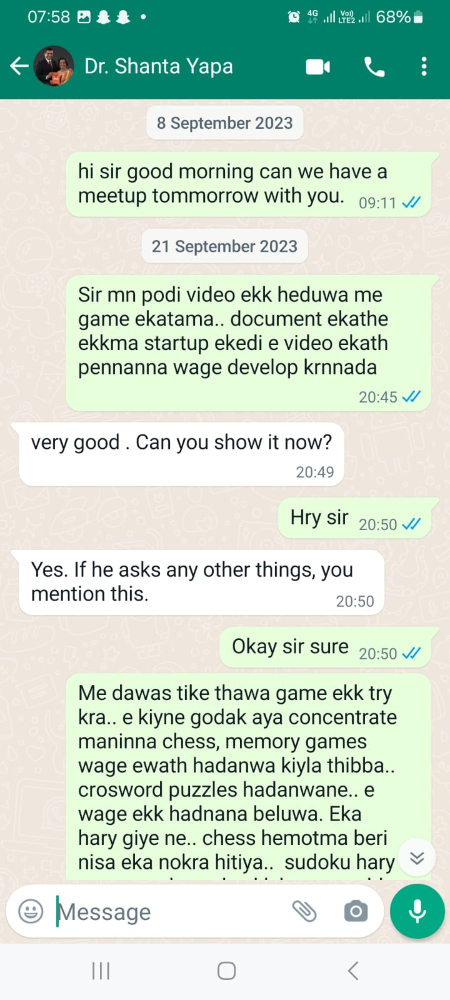 07:58
4G Vo)) LTE2 68%
Dr. Shanta Yapa
8 September 2023
hi sir good morning can we have a
meetup tommorrow with you. 09:11
21 September 2023
Sir mn podi video ekk heduwa me
game ekatama.. document ekathe
ekkma startup ekedi e video ekath
pennanna wage develop krnnada
20:45
very good . Can you show it now?
20:49
Hry sir 20:50
Yes. If he asks any other things, you
mention this. 20:50
Okay sir sure 20:50
Me dawas tike thawa game ekk try
kra.. e kiyne godak aya concentrate
maninna chess, memory games
wage ewath hadanwa kiyla thibba..
crosword puzzles hadanwane.. e
wage ekk hadnana beluwa. Eka
hary giye ne.. chess hemotma beri
nisa eka nokra hitiya.. sudoku hary
Message